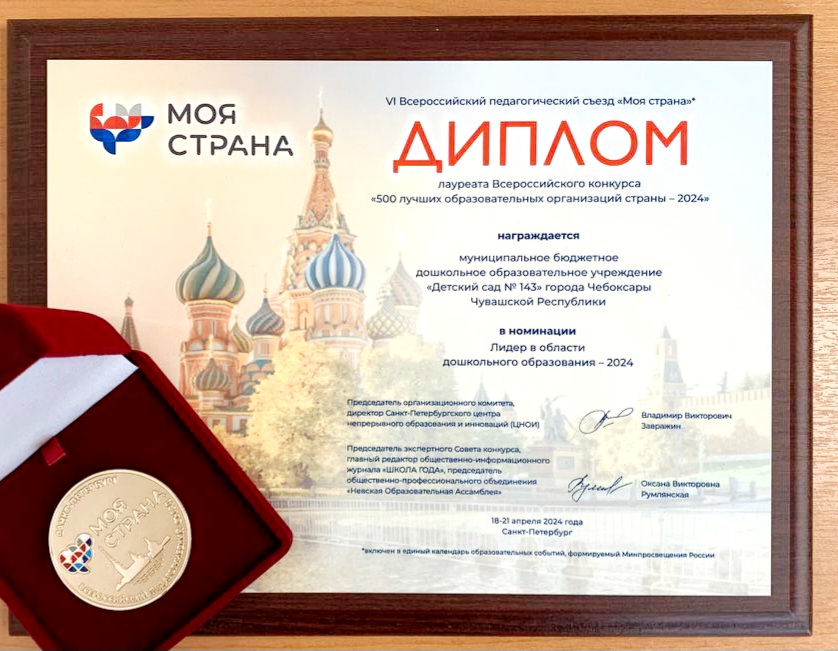 МОЯ
СТРАНА
VI Всероссийский педагогический съезд «Моя страна»*
ДИПЛОМ
лауреата Всероссийского конкурса
«500 лучших образовательных организаций страны – 2024»
награждается
муниципальное бюджетное
дошкольное образовательное учреждение
«Детский сад № 143» города Чебоксары
Чувашской Республики
в номинации
Лидер в области
дошкольного образования – 2024
Председатель организационного комитета,
директор Санкт-Петербургского центра
непрерывного образования и инноваций (ЦНОИ)
Владимир Викторович
Завражин
Председатель экспертного Совета конкурса,
главный редактор общественно-информационного
журнала «ШКОЛА ГОДА», председатель
общественно-профессионального объединения
«Невская Образовательная Ассамблея»
Оксана Викторовна
Румлянская
18-21 апреля 2024 года
Санкт-Петербург
*включен в единый календарь образовательных событий, формируемый Минпросвещения России
МОЯ
СТРАНА